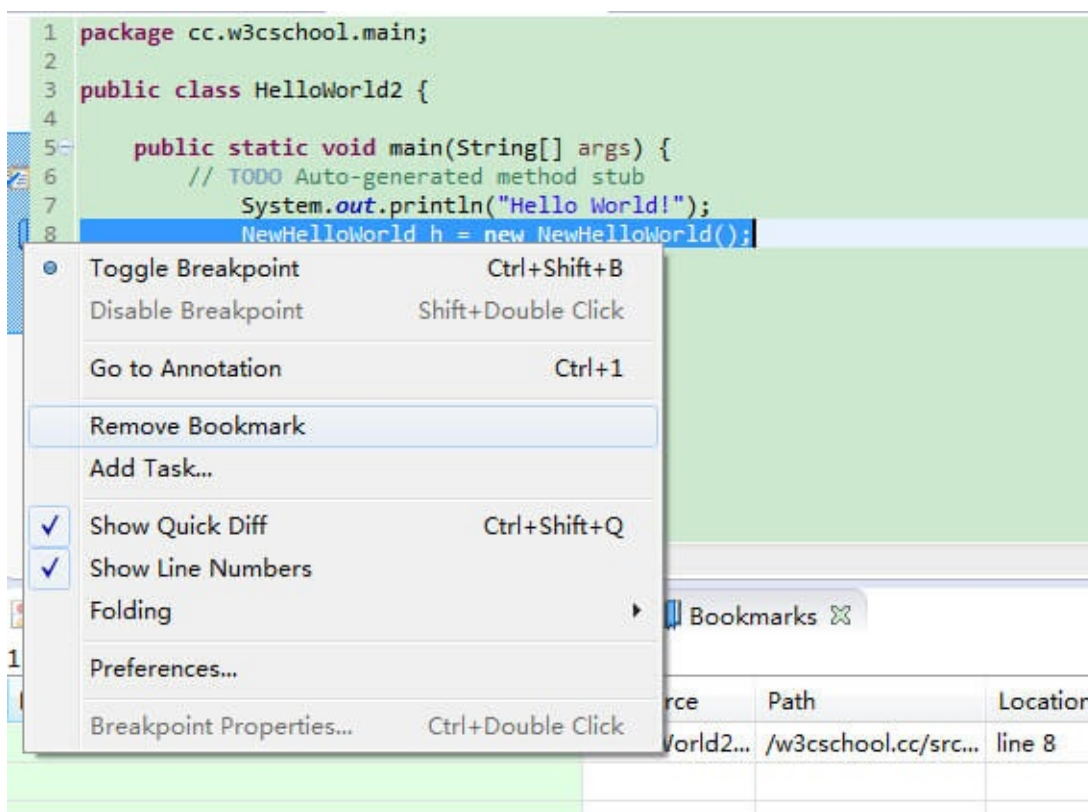 1 package cc.w3cschool.main;
2
3 public class HelloWorld2 {
4
5 public static void main(String[] args) {
6 // TODO Auto-generated method stub
7 System.out.println("Hello World!");
8 NewHelloWorld h = new NewHelloWorld();
Toggle Breakpoint Ctrl+Shift+B
Disable Breakpoint Shift+Double Click
Go to Annotation Ctrl+1
Remove Bookmark
Add Task...
Show Quick Diff Ctrl+Shift+Q
Show Line Numbers
Folding
Bookmarks
1
Preferences...
rce Path Location
Breakpoint Properties... Ctrl+Double Click
World2... /w3cschool.cc/src... line 8